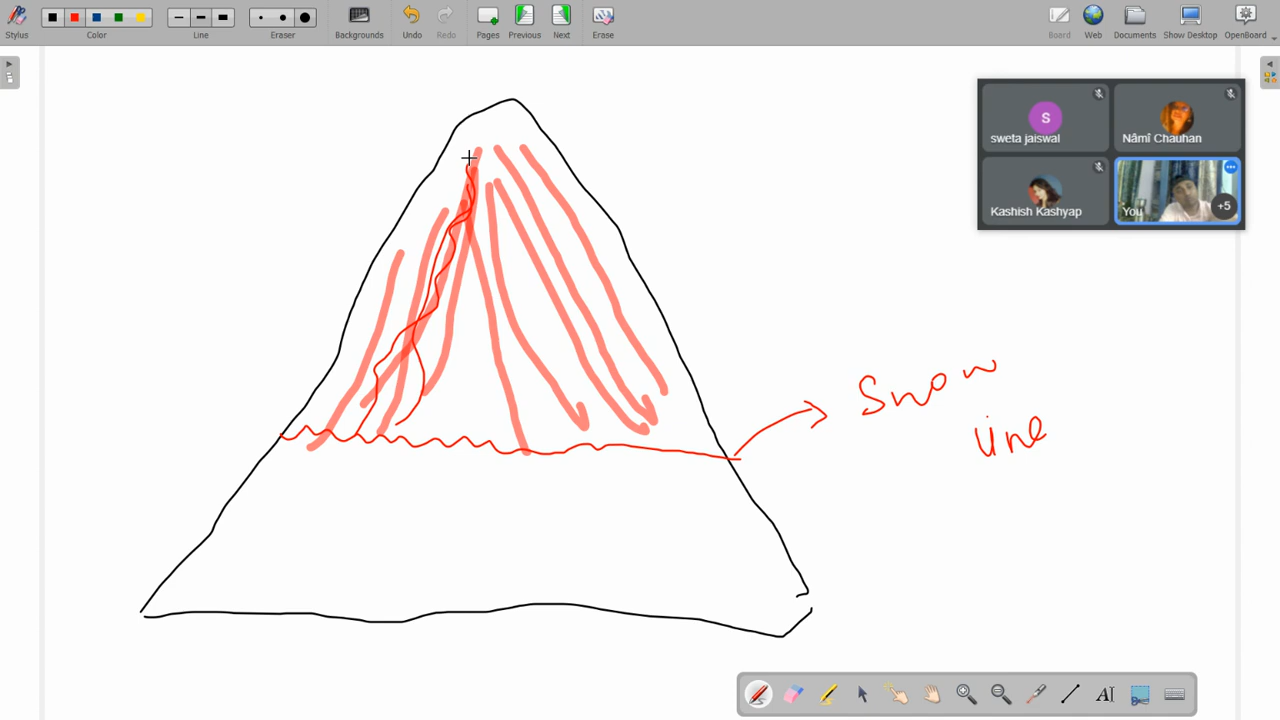 Stylus
Color
Line
Eraser
Backgrounds
Undo
Redo
Pages
Previous
Next
Erase
Board
Web
Documents
Show Desktop
OpenBoard
S
sweta jaiswal
Nâmî Chauhan
Kashish Kashyap
You
+5
Snow
line
AI